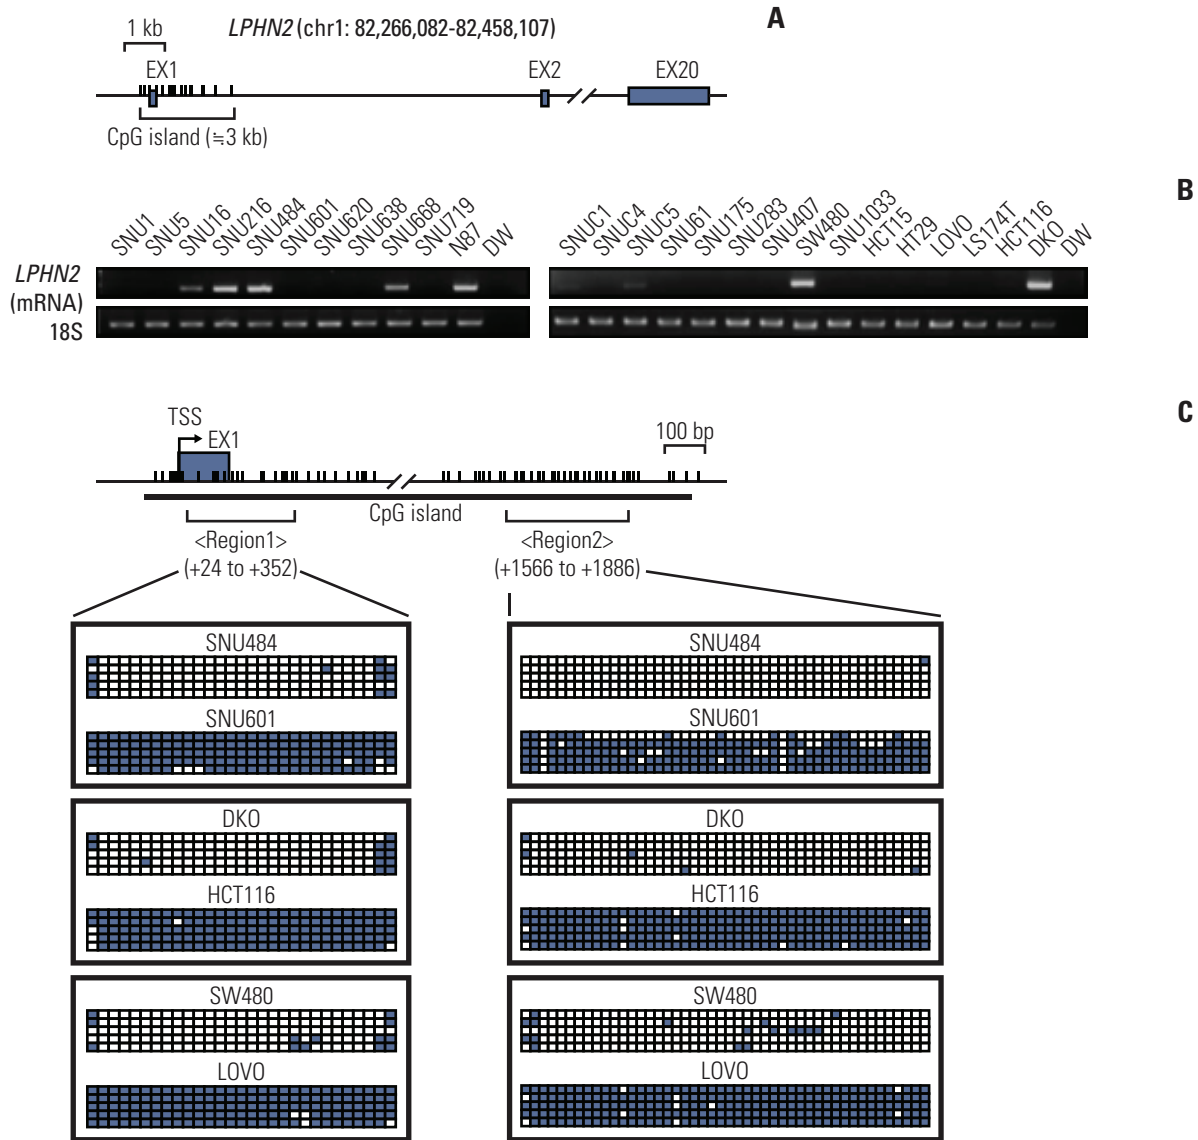 A
1 kb
LPHN2 (chr1: 82,266,082-82,458,107)
EX1
EX2
EX20
CpG island (≒3 kb)
B
SNU1
SNU5
SNU16
SNU216
SNU484
SNU601
SNU620
SNU638
SNU668
SNU719
N87
DW
SNUC1
SNUC4
SNUC5
SNU61
SNU175
SNU283
SNU407
SW480
SNU1033
HCT15
HT29
LOVO
LS174T
HCT116
DKO
DW
LPHN2
(mRNA)
18S
C
TSS
EX1
100 bp
CpG island
<Region1>
(+24 to +352)
<Region2>
(+1566 to +1886)
SNU484
SNU601
DKO
HCT116
SW480
LOVO
SNU484
SNU601
DKO
HCT116
SW480
LOVO